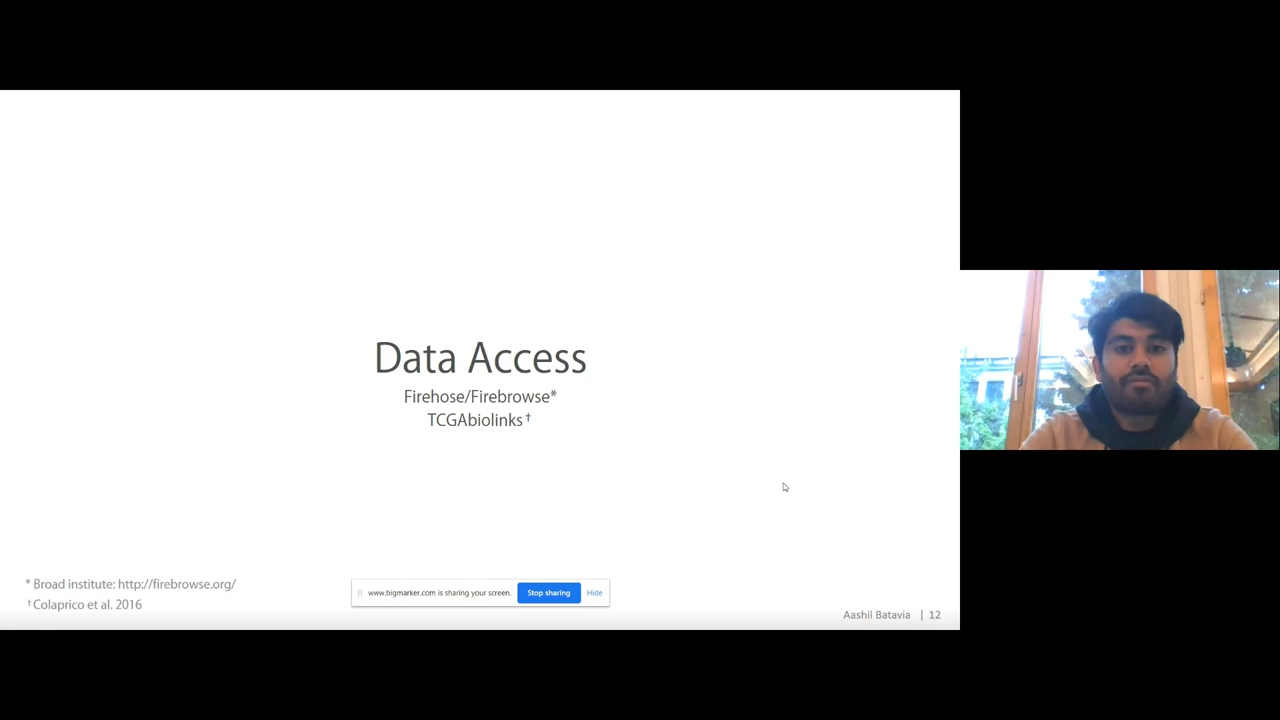 Data Access
Firehose/Firebrowse*
TCGAbiolinks†
* Broad institute: http://firebrowse.org/
†Colaprico et al. 2016
www.bigmarker.com is sharing your screen. Stop sharing Hide
Aashil Batavia | 12